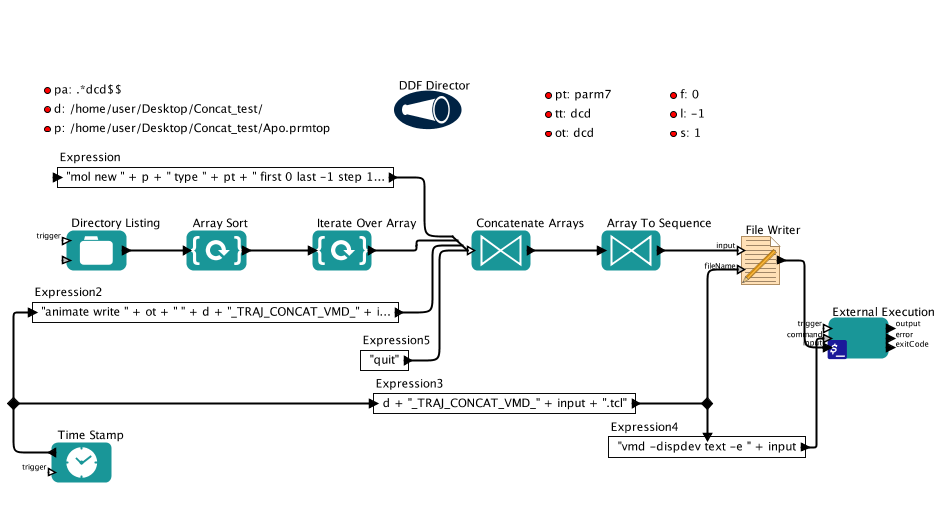 DDF Director
pa: .*dcd$$
d: /home/user/Desktop/Concat_test/
p: /home/user/Desktop/Concat_test/Apo.prmtop
pt: parm7
tt: dcd
ot: dcd
f: 0
l: -1
s: 1
Expression
"mol new " + p + " type " + pt + " first 0 last -1 step 1...
Directory Listing
trigger
Array Sort
Iterate Over Array
Concatenate Arrays
Array To Sequence
File Writer
input
fileName
Expression2
"animate write " + ot + " " + d + "_TRAJ_CONCAT_VMD_" + i...
External Execution
trigger
command
input
output
error
exitCode
$_
Expression5
"quit"
Expression3
d + "_TRAJ_CONCAT_VMD_" + input + ".tcl"
Expression4
"vmd -dispdev text -e " + input
Time Stamp
trigger